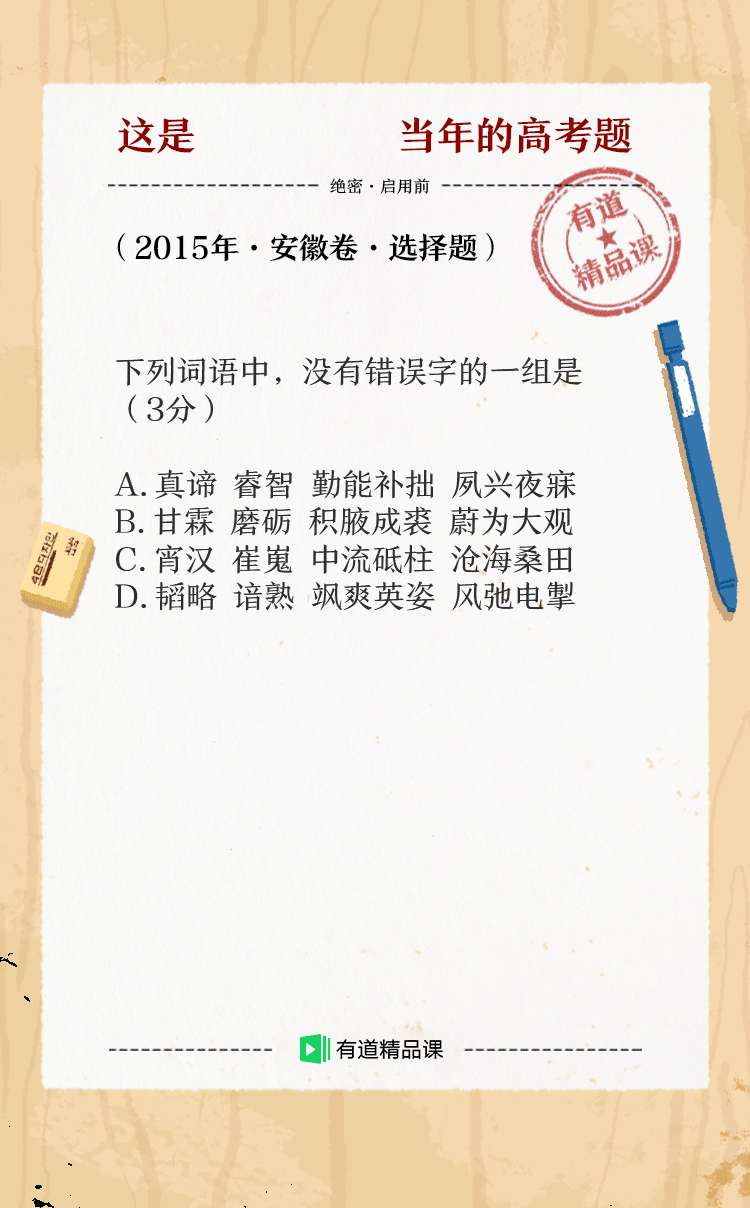 这是 当年的高考题
绝密·启用前
有道
精品课
（2015年·安徽卷·选择题）
下列词语中，没有错误字的一组是
（3分）
A. 真谛 睿智 勤能补拙 夙兴夜寐
B. 甘霖 磨砺 积腋成裘 蔚为大观
C. 宵汉 崔嵬 中流砥柱 沧海桑田
D. 韬略 谙熟 飒爽英姿 风弛电掣
有道精品课